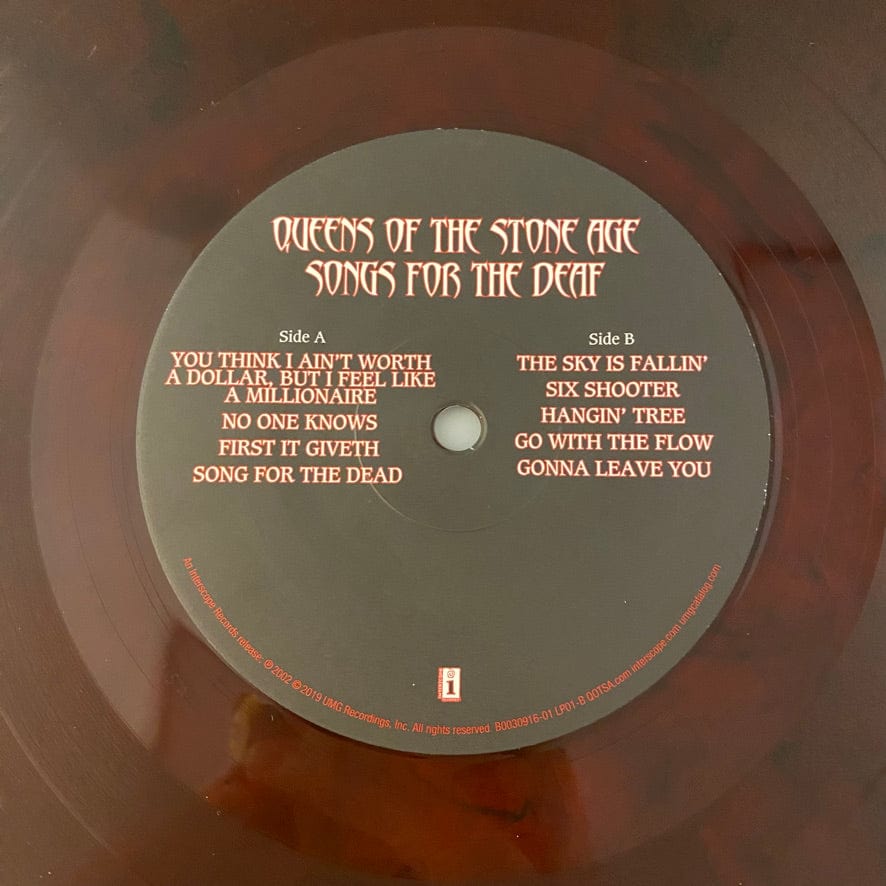 QUEENS OF THE STONE AGE
SONGS FOR THE DEAF
Side A
YOU THINK I AIN'T WORTH
A DOLLAR, BUT I FEEL LIKE
A MILLIONAIRE
NO ONE KNOWS
FIRST IT GIVETH
SONG FOR THE DEAD
Side B
THE SKY IS FALLIN'
SIX SHOOTER
HANGIN' TREE
GO WITH THE FLOW
GONNA LEAVE YOU
An Interscope Records release. ℗ 2002 © 2019 UMG Recordings, Inc. All rights reserved. B0030916-01 LP01-B QOTSA.com interscope.com umgcatalog.com
i